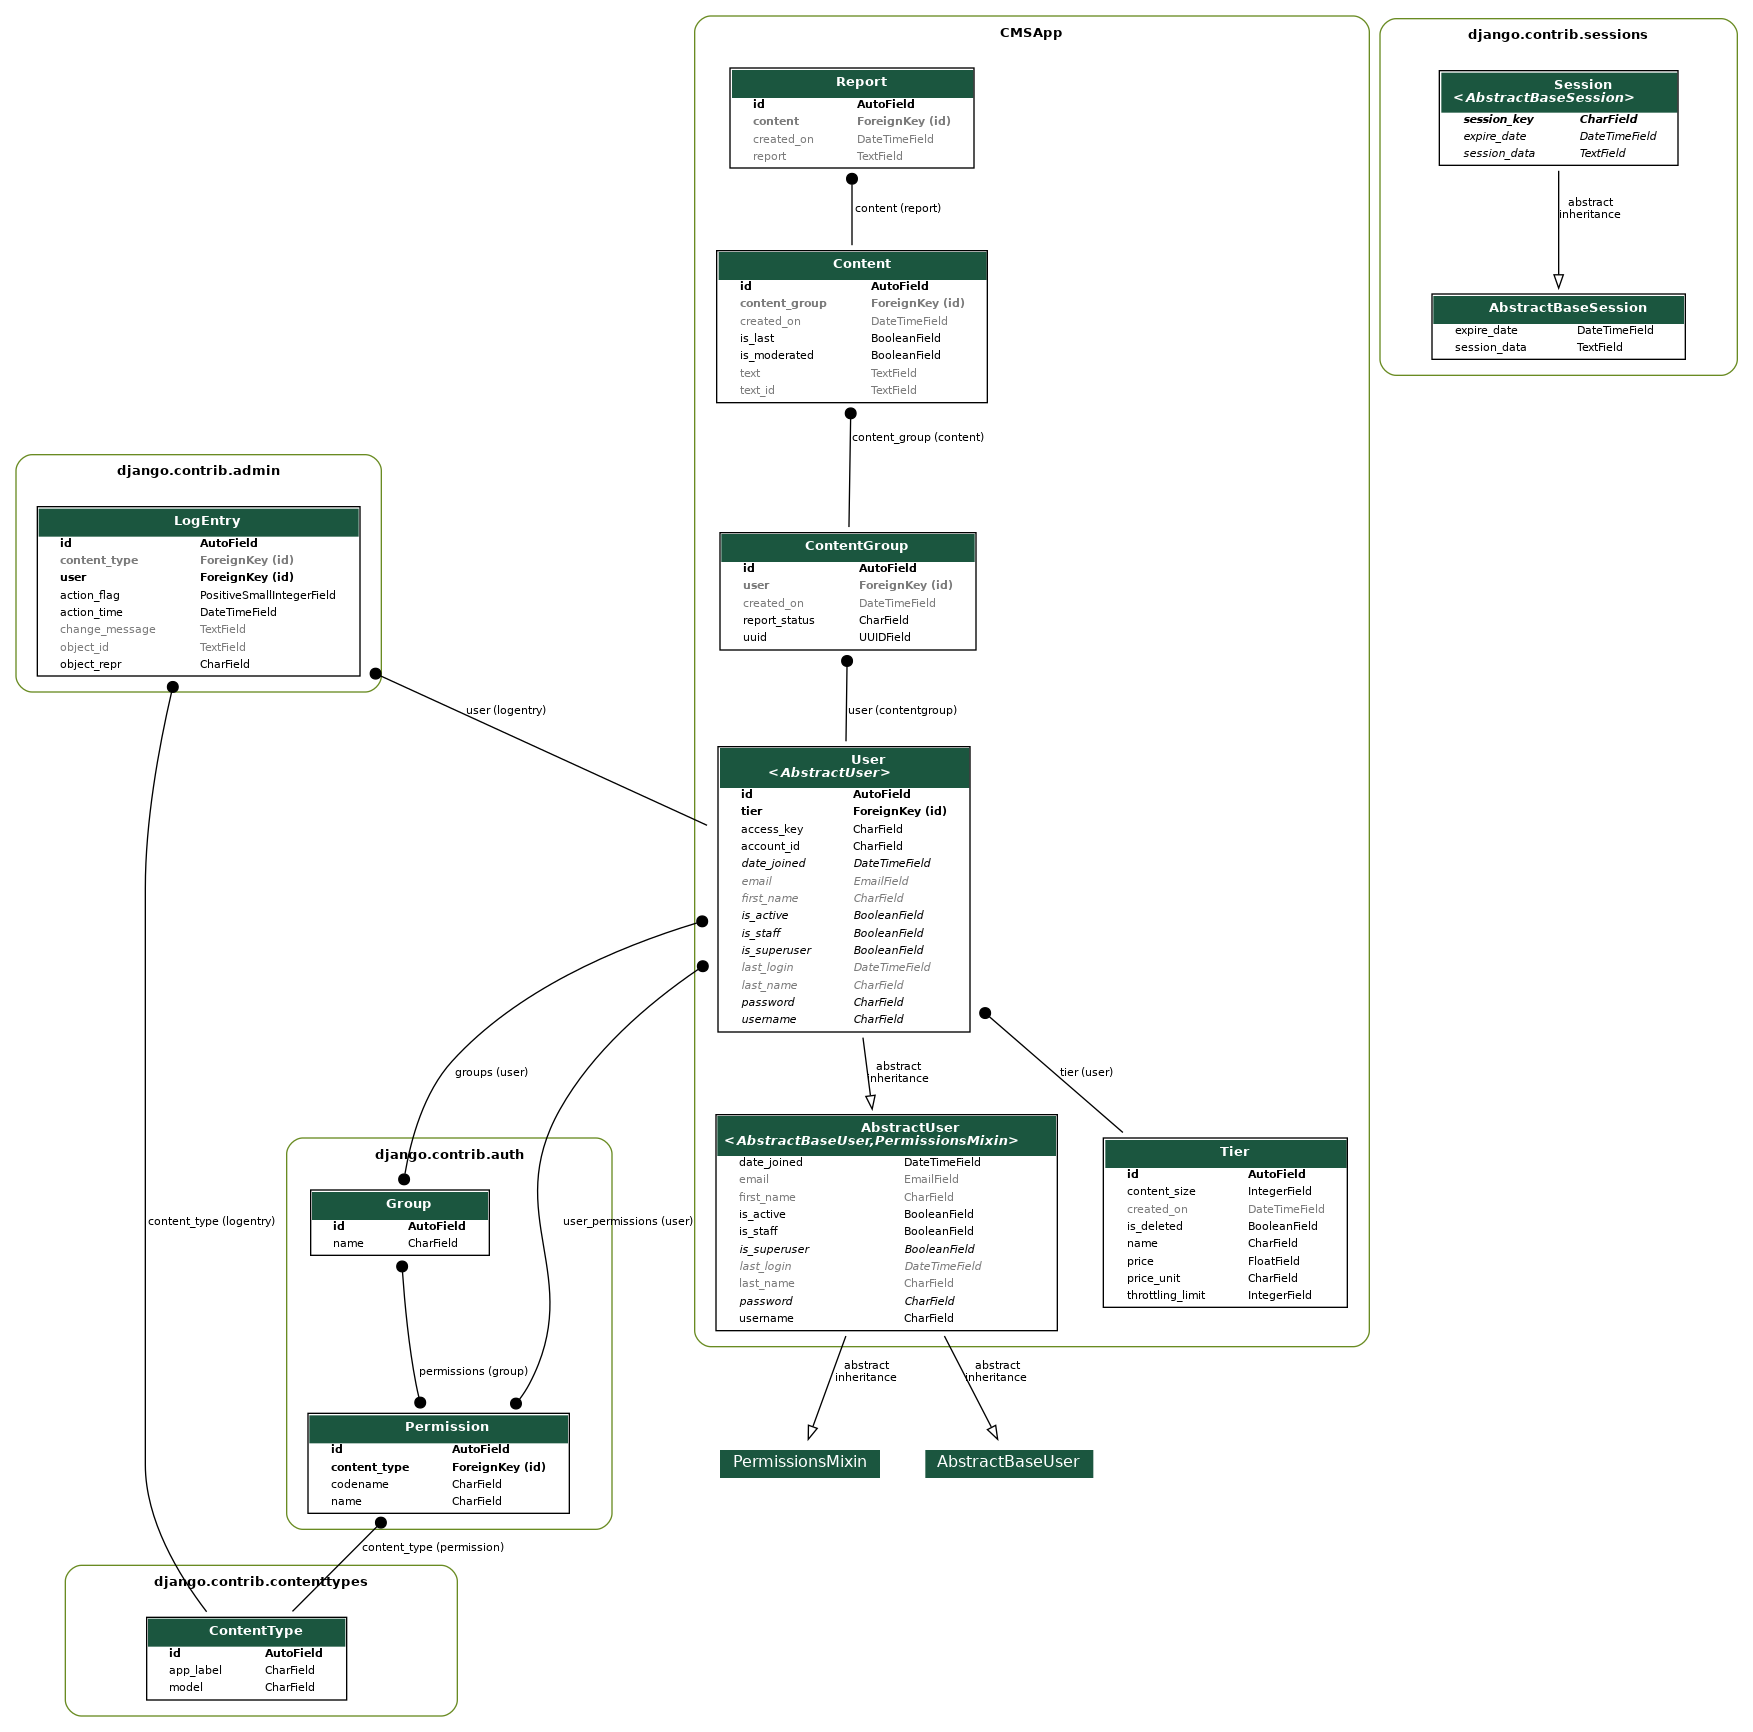 CMSApp
Report
id AutoField
content ForeignKey (id)
created_on DateTimeField
report TextField
content (report)
Content
id AutoField
content_group ForeignKey (id)
created_on DateTimeField
is_last BooleanField
is_moderated BooleanField
text TextField
text_id TextField
content_group (content)
ContentGroup
id AutoField
user ForeignKey (id)
created_on DateTimeField
report_status CharField
uuid UUIDField
user (contentgroup)
User
<AbstractUser>
id AutoField
tier ForeignKey (id)
access_key CharField
account_id CharField
date_joined DateTimeField
email EmailField
first_name CharField
is_active BooleanField
is_staff BooleanField
is_superuser BooleanField
last_login DateTimeField
last_name CharField
password CharField
username CharField
abstract
inheritance
tier (user)
AbstractUser
<AbstractBaseUser,PermissionsMixin>
date_joined DateTimeField
email EmailField
first_name CharField
is_active BooleanField
is_staff BooleanField
is_superuser BooleanField
last_login DateTimeField
last_name CharField
password CharField
username CharField
Tier
id AutoField
content_size IntegerField
created_on DateTimeField
is_deleted BooleanField
name CharField
price FloatField
price_unit CharField
throttling_limit IntegerField
abstract
inheritance
abstract
inheritance
PermissionsMixin
AbstractBaseUser
django.contrib.sessions
Session
<AbstractBaseSession>
session_key CharField
expire_date DateTimeField
session_data TextField
abstract
inheritance
AbstractBaseSession
expire_date DateTimeField
session_data TextField
django.contrib.admin
LogEntry
id AutoField
content_type ForeignKey (id)
user ForeignKey (id)
action_flag PositiveSmallIntegerField
action_time DateTimeField
change_message TextField
object_id TextField
object_repr CharField
user (logentry)
groups (user)
content_type (logentry)
user_permissions (user)
django.contrib.auth
Group
id AutoField
name CharField
permissions (group)
Permission
id AutoField
content_type ForeignKey (id)
codename CharField
name CharField
content_type (permission)
django.contrib.contenttypes
ContentType
id AutoField
app_label CharField
model CharField